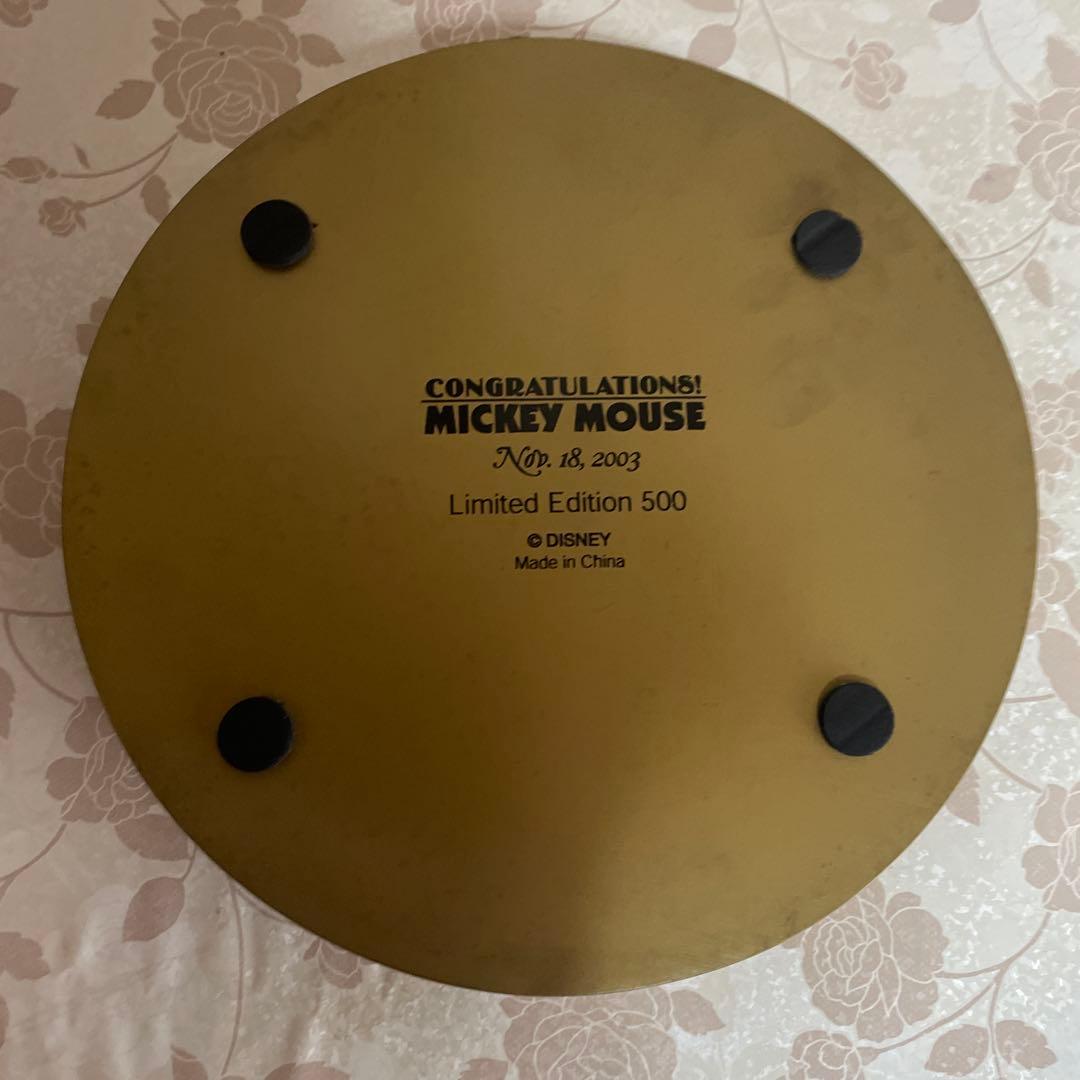 CONGRATULATIONS!
MICKEY MOUSE
Nov. 18, 2003
Limited Edition 500
© DISNEY
Made in China